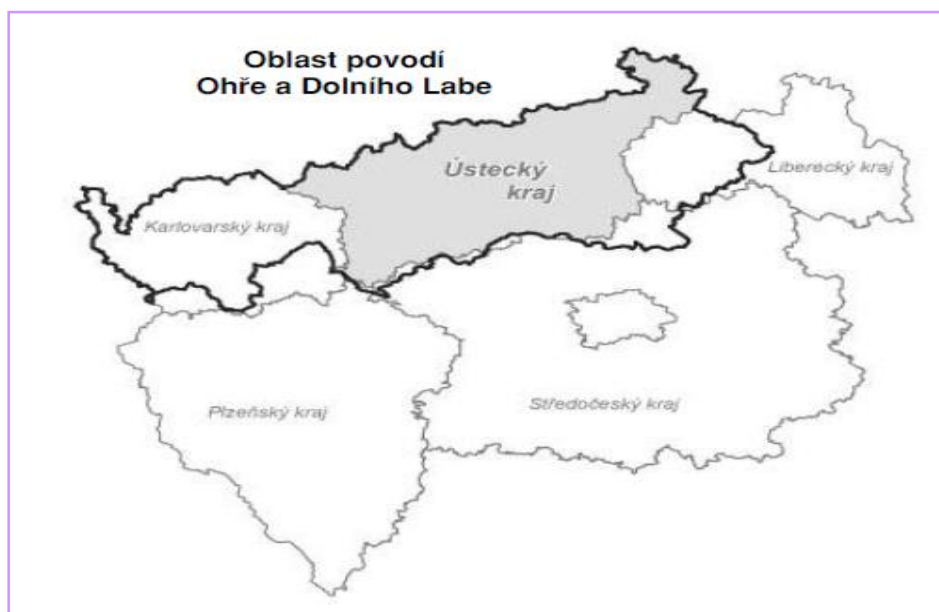 Oblast povodí
Ohře a Dolního Labe
Ústecký
kraj
Liberecký kraj
Karlovarský kraj
Plzeňský kraj
Středočeský kraj